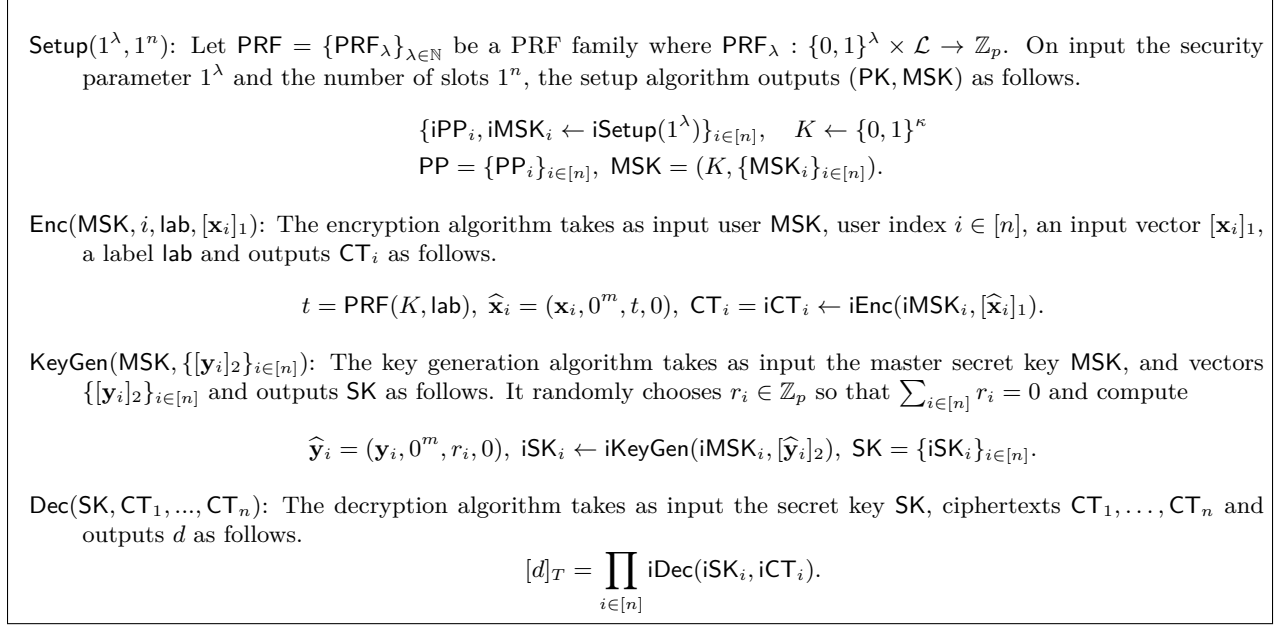 Setup(1^λ, 1^n): Let PRF = {PRF_λ}_{λ∈ℕ} be a PRF family where PRF_λ : {0, 1}^λ × ℒ → ℤ_p. On input the security
parameter 1^λ and the number of slots 1^n, the setup algorithm outputs (PK, MSK) as follows.
{iPP_i, iMSK_i ← iSetup(1^λ)}_{i∈[n]}, K ← {0, 1}^κ
PP = {PP_i}_{i∈[n]}, MSK = (K, {MSK_i}_{i∈[n]}).
Enc(MSK, i, lab, [𝐱_i]_1): The encryption algorithm takes as input user MSK, user index i ∈ [n], an input vector [𝐱_i]_1,
a label lab and outputs CT_i as follows.
t = PRF(K, lab), 𝐱̂_i = (𝐱_i, 0^m, t, 0), CT_i = iCT_i ← iEnc(iMSK_i, [𝐱̂_i]_1).
KeyGen(MSK, {[𝐲_i]_2}_{i∈[n]}): The key generation algorithm takes as input the master secret key MSK, and vectors
{[𝐲_i]_2}_{i∈[n]} and outputs SK as follows. It randomly chooses r_i ∈ ℤ_p so that ∑_{i∈[n]} r_i = 0 and compute
𝐲̂_i = (𝐲_i, 0^m, r_i, 0), iSK_i ← iKeyGen(iMSK_i, [𝐲̂_i]_2), SK = {iSK_i}_{i∈[n]}.
Dec(SK, CT_1, ..., CT_n): The decryption algorithm takes as input the secret key SK, ciphertexts CT_1, . . . , CT_n and
outputs d as follows.
[d]_T = ∏_{i∈[n]} iDec(iSK_i, iCT_i).